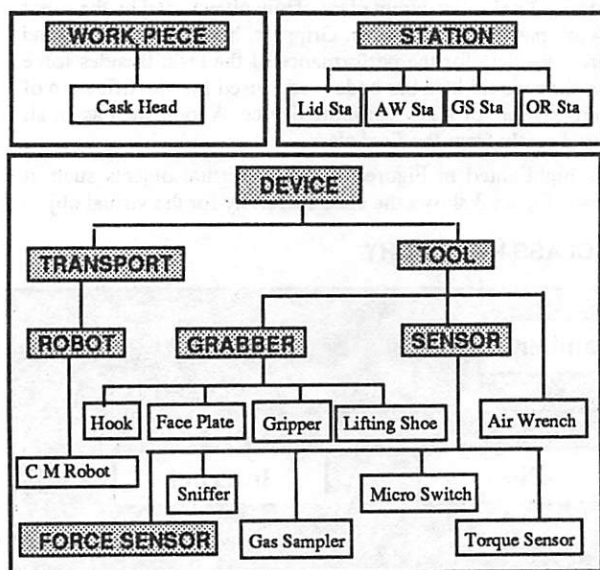 WORK PIECE
Cask Head
STATION
Lid Sta AW Sta GS Sta OR Sta
DEVICE
TRANSPORT TOOL
ROBOT GRABBER SENSOR
Hook Face Plate Gripper Lifting Shoe Air Wrench
C M Robot Sniffer Micro Switch
FORCE SENSOR Gas Sampler Torque Sensor